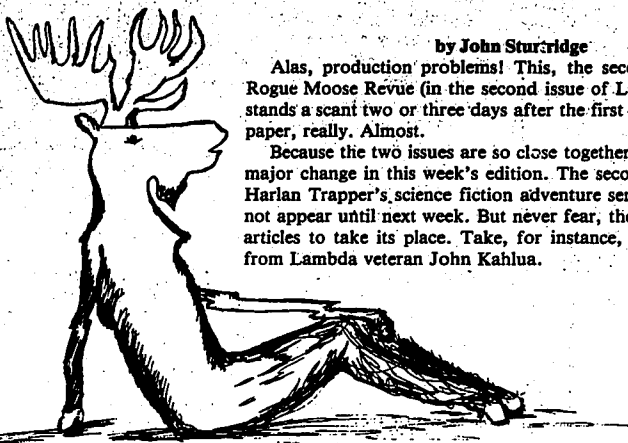 by John Sturtridge
Alas, production problems! This, the sec
Rogue Moose Revue (in the second issue of L
stands a scant two or three days after the first
paper, really. Almost.
Because the two issues are so close together
major change in this week's edition. The seco
Harlan Trapper's science fiction adventure ser
not appear until next week. But never fear, the
articles to take its place. Take, for instance,
from Lambda veteran John Kahlua.